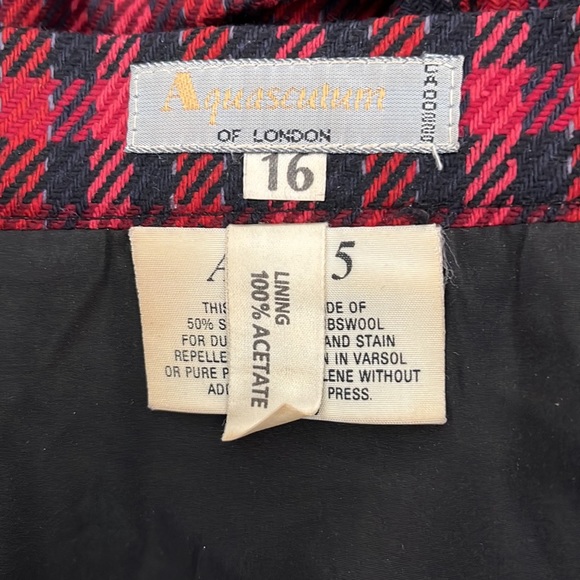 Aquascutum
OF LONDON
16
A 5
LINING
100% ACETATE
THIS DE OF
50% S BSWOOL
FOR DU AND STAIN
REPELLE N IN VARSOL
OR PURE P LENE WITHOUT
ADD PRESS.